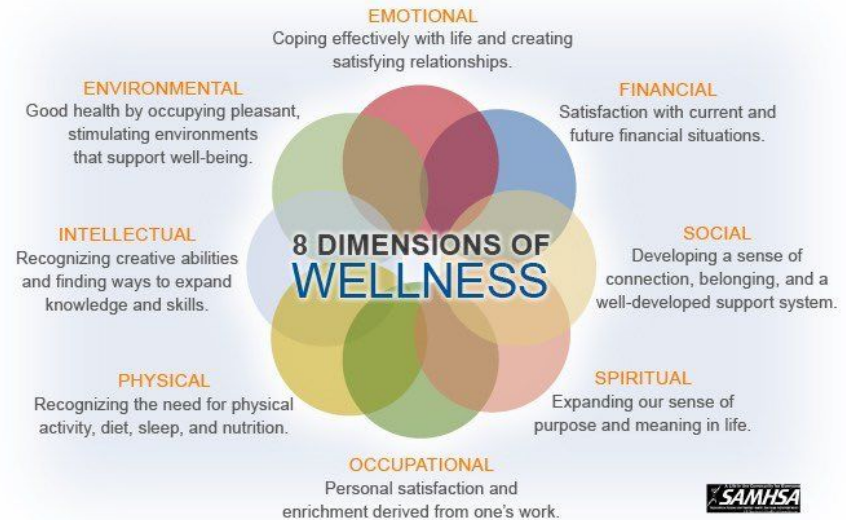 EMOTIONAL
Coping effectively with life and creating
satisfying relationships.
ENVIRONMENTAL
Good health by occupying pleasant,
stimulating environments
that support well-being.
FINANCIAL
Satisfaction with current and
future financial situations.
INTELLECTUAL
Recognizing creative abilities
and finding ways to expand
knowledge and skills.
8 DIMENSIONS OF
WELLNESS
SOCIAL
Developing a sense of
connection, belonging, and a
well-developed support system.
PHYSICAL
Recognizing the need for physical
activity, diet, sleep, and nutrition.
SPIRITUAL
Expanding our sense of
purpose and meaning in life.
OCCUPATIONAL
Personal satisfaction and
enrichment derived from one's work.
SAMHSA